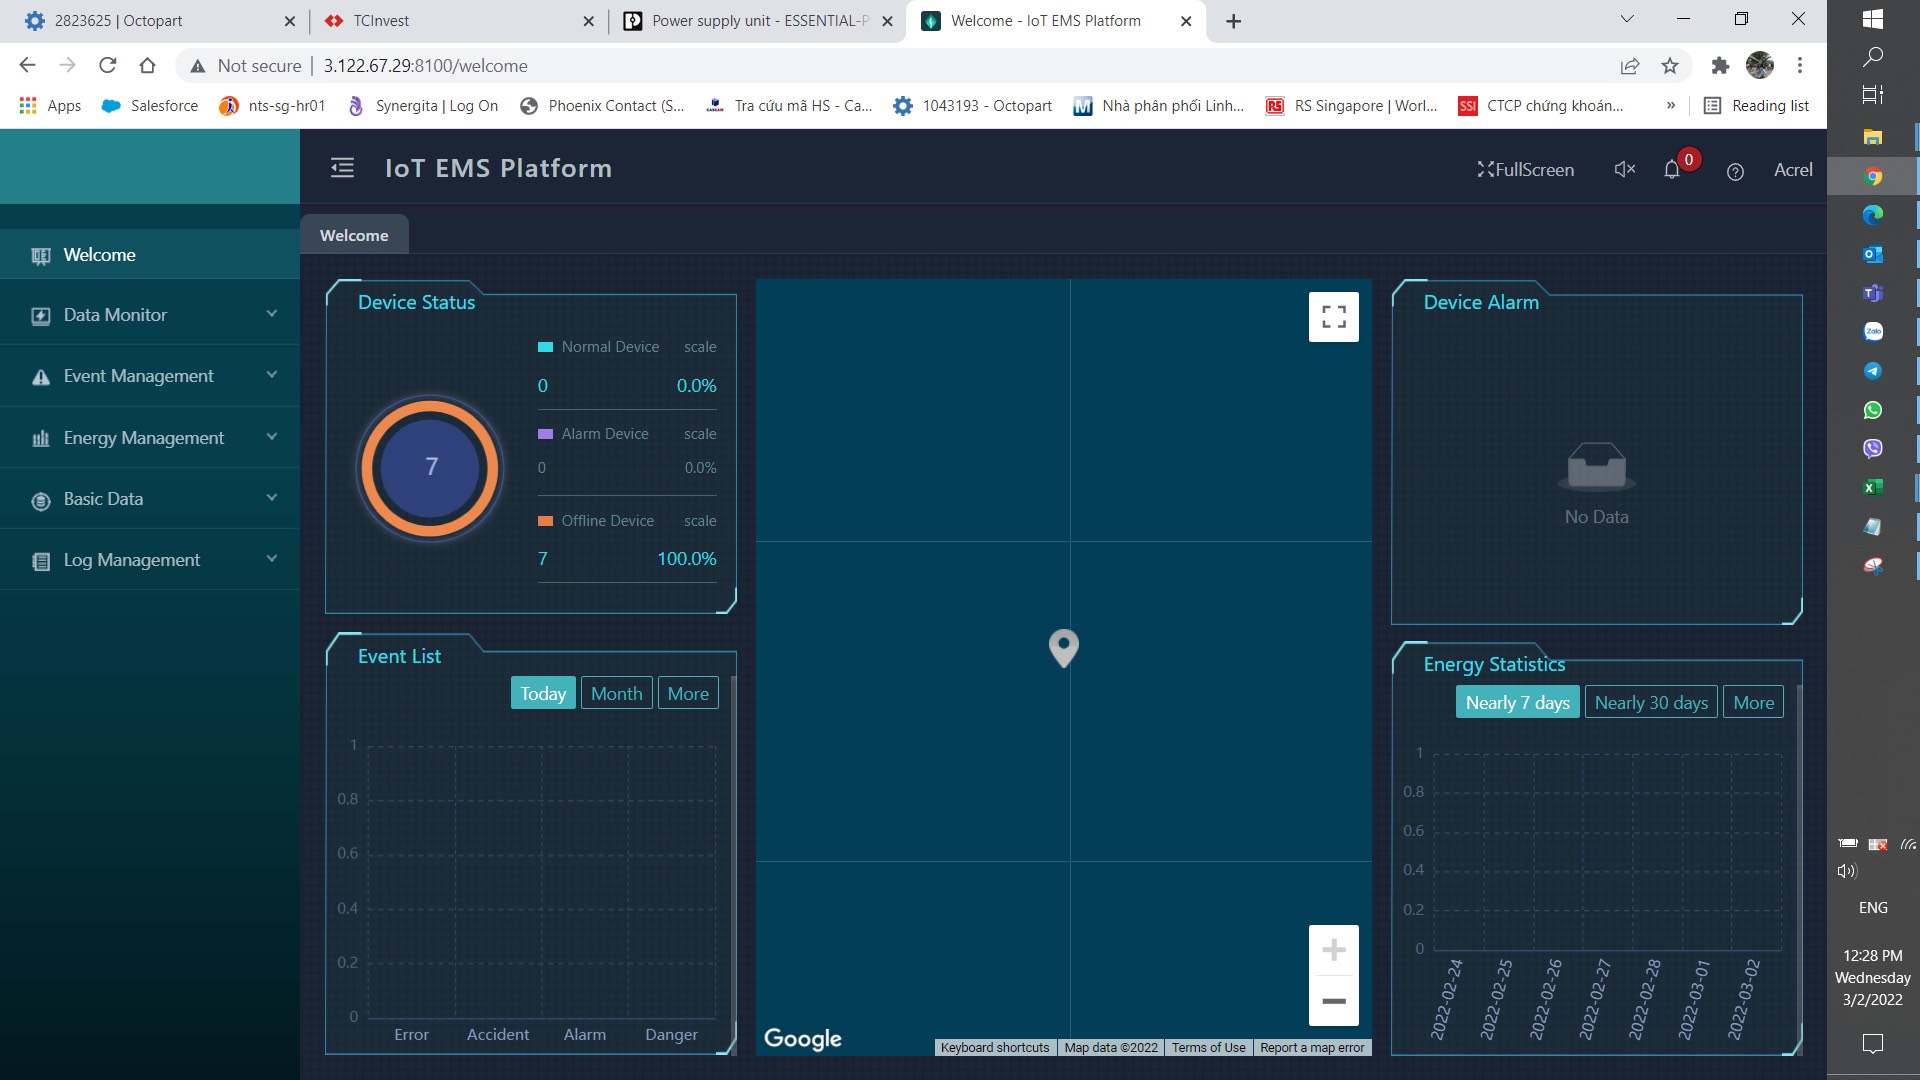 2823625 | Octopart
TCInvest
Power supply unit - ESSENTIAL-P
Welcome - IoT EMS Platform
Not secure
3.122.67.29:8100/welcome
Apps
Salesforce
nts-sg-hr01
Synergita | Log On
Phoenix Contact (S...
Tra cứu mã HS - Ca...
1043193 - Octopart
Nhà phân phối Linh...
RS Singapore | Worl...
CTCP chứng khoán...
»
Reading list
IoT EMS Platform
FullScreen
0
Acrel
Welcome
Data Monitor
Event Management
Energy Management
Basic Data
Log Management
Welcome
Device Status
7
Normal Device scale
0 0.0%
Alarm Device scale
0 0.0%
Offline Device scale
7 100.0%
Event List
Today Month More
1
0.8
0.6
0.4
0.2
0
Error Accident Alarm Danger
Google
Keyboard shortcuts
Map data ©2022
Terms of Use
Report a map error
Device Alarm
No Data
Energy Statistics
Nearly 7 days Nearly 30 days More
1
0.8
0.6
0.4
0.2
0
2022-02-24
2022-02-25
2022-02-26
2022-02-27
2022-02-28
2022-03-01
2022-03-02
Zalo
ENG
12:28 PM
Wednesday
3/2/2022